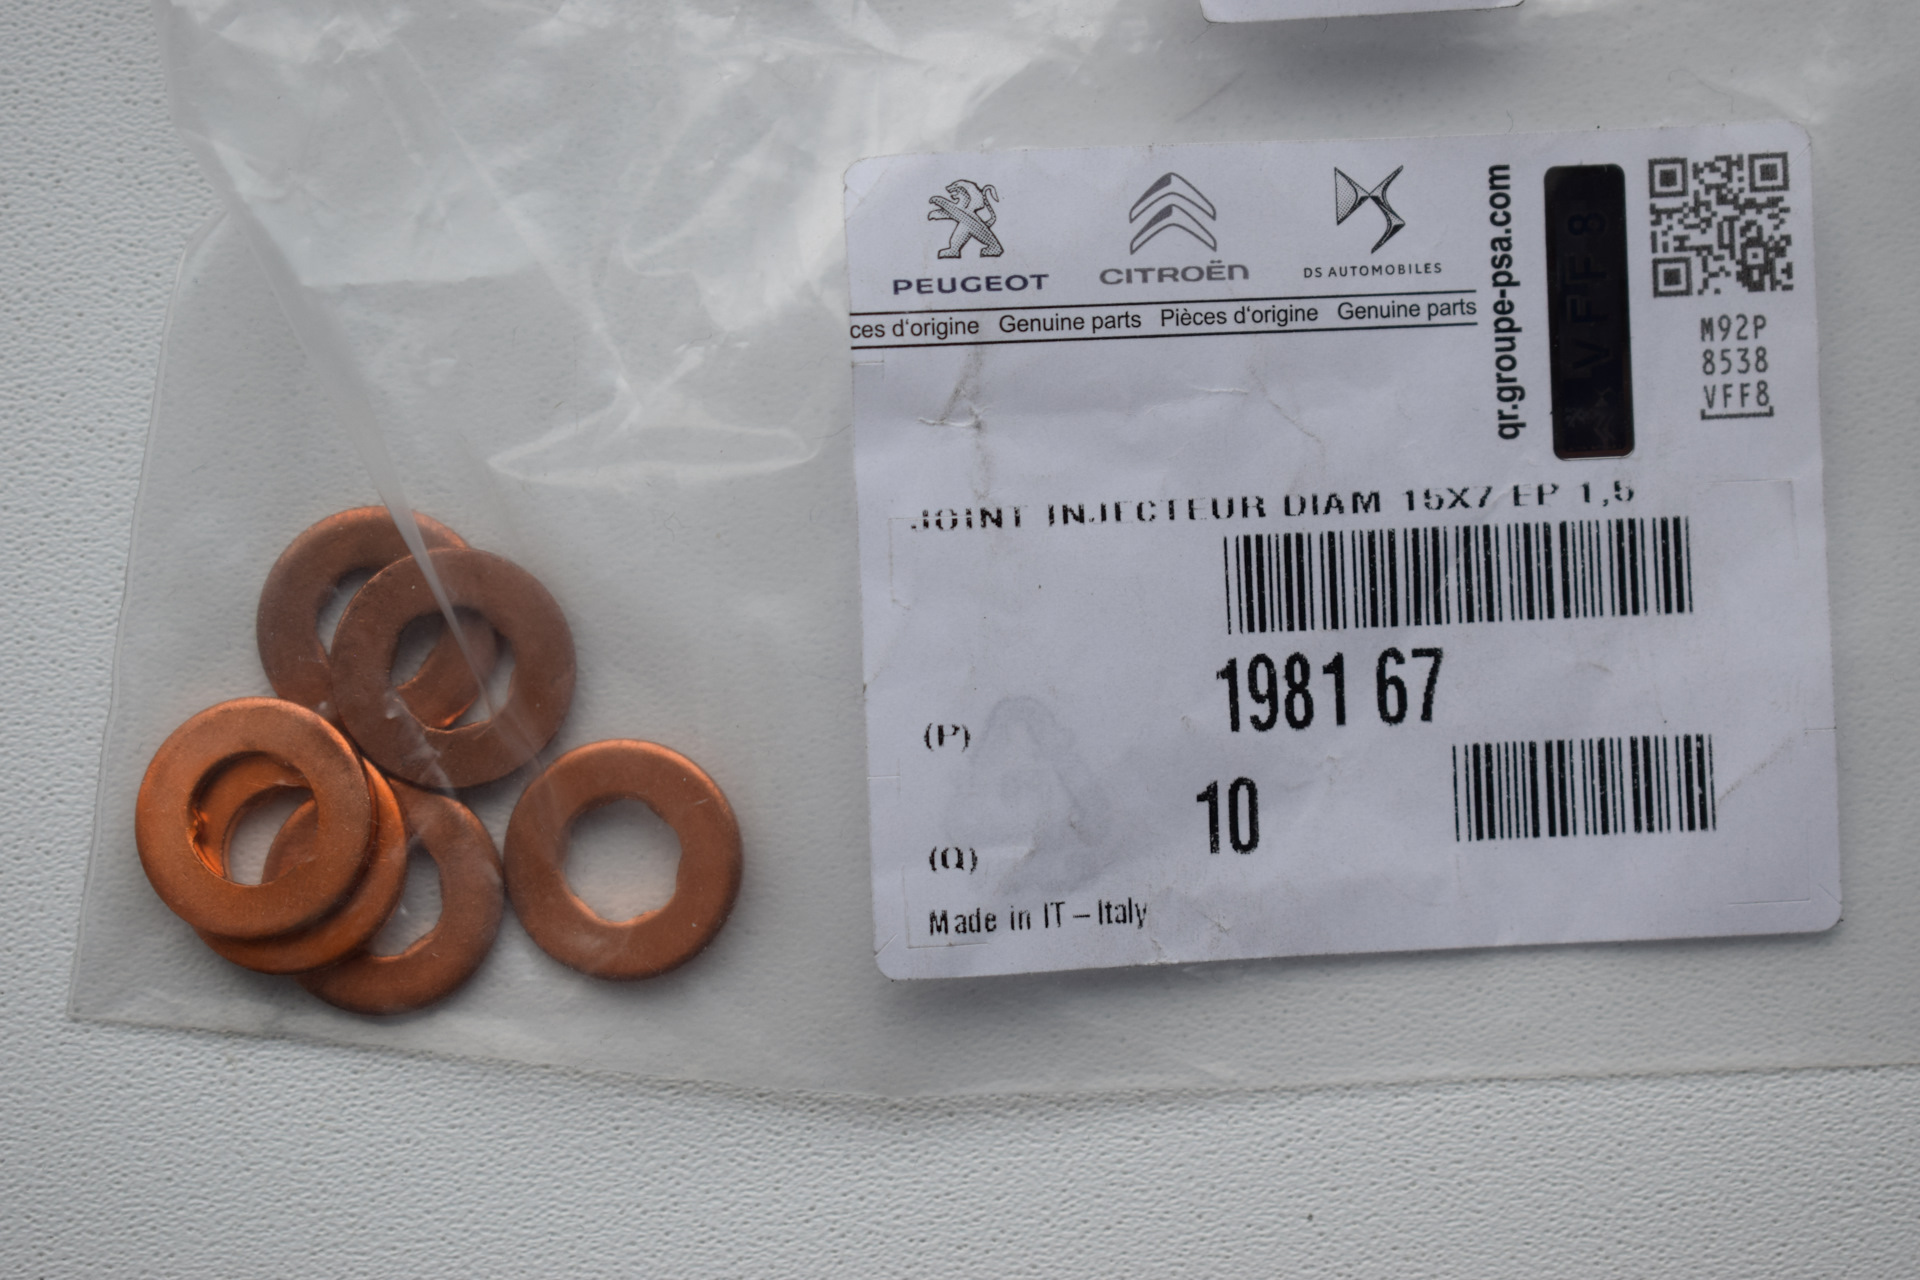 PEUGEOT CITROËN DS AUTOMOBILES
ces d'origine Genuine parts Pièces d'origine Genuine parts
qr.groupe-psa.com
VFF8
M92P
8538
VFF8
JOINT INJECTEUR DIAM 15X7 EP 1,5
(P) 1981 67
(Q) 10
Made in IT – Italy